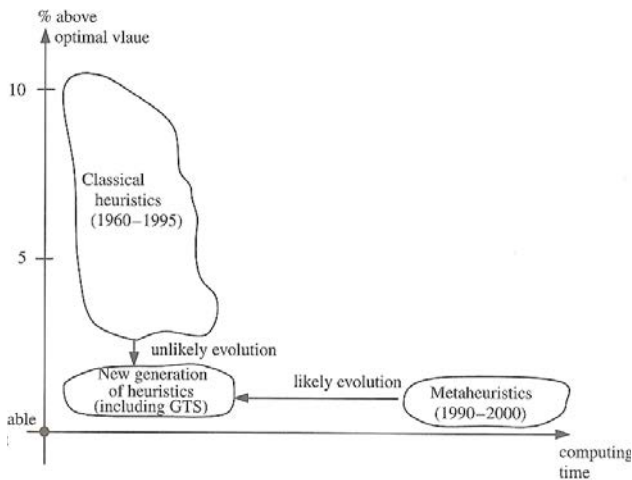 % above
optimal vlaue
10
Classical
heuristics
(1960–1995)
5
unlikely evolution
New generation
of heuristics
(including GTS)
likely evolution
Metaheuristics
(1990–2000)
able
computing
time